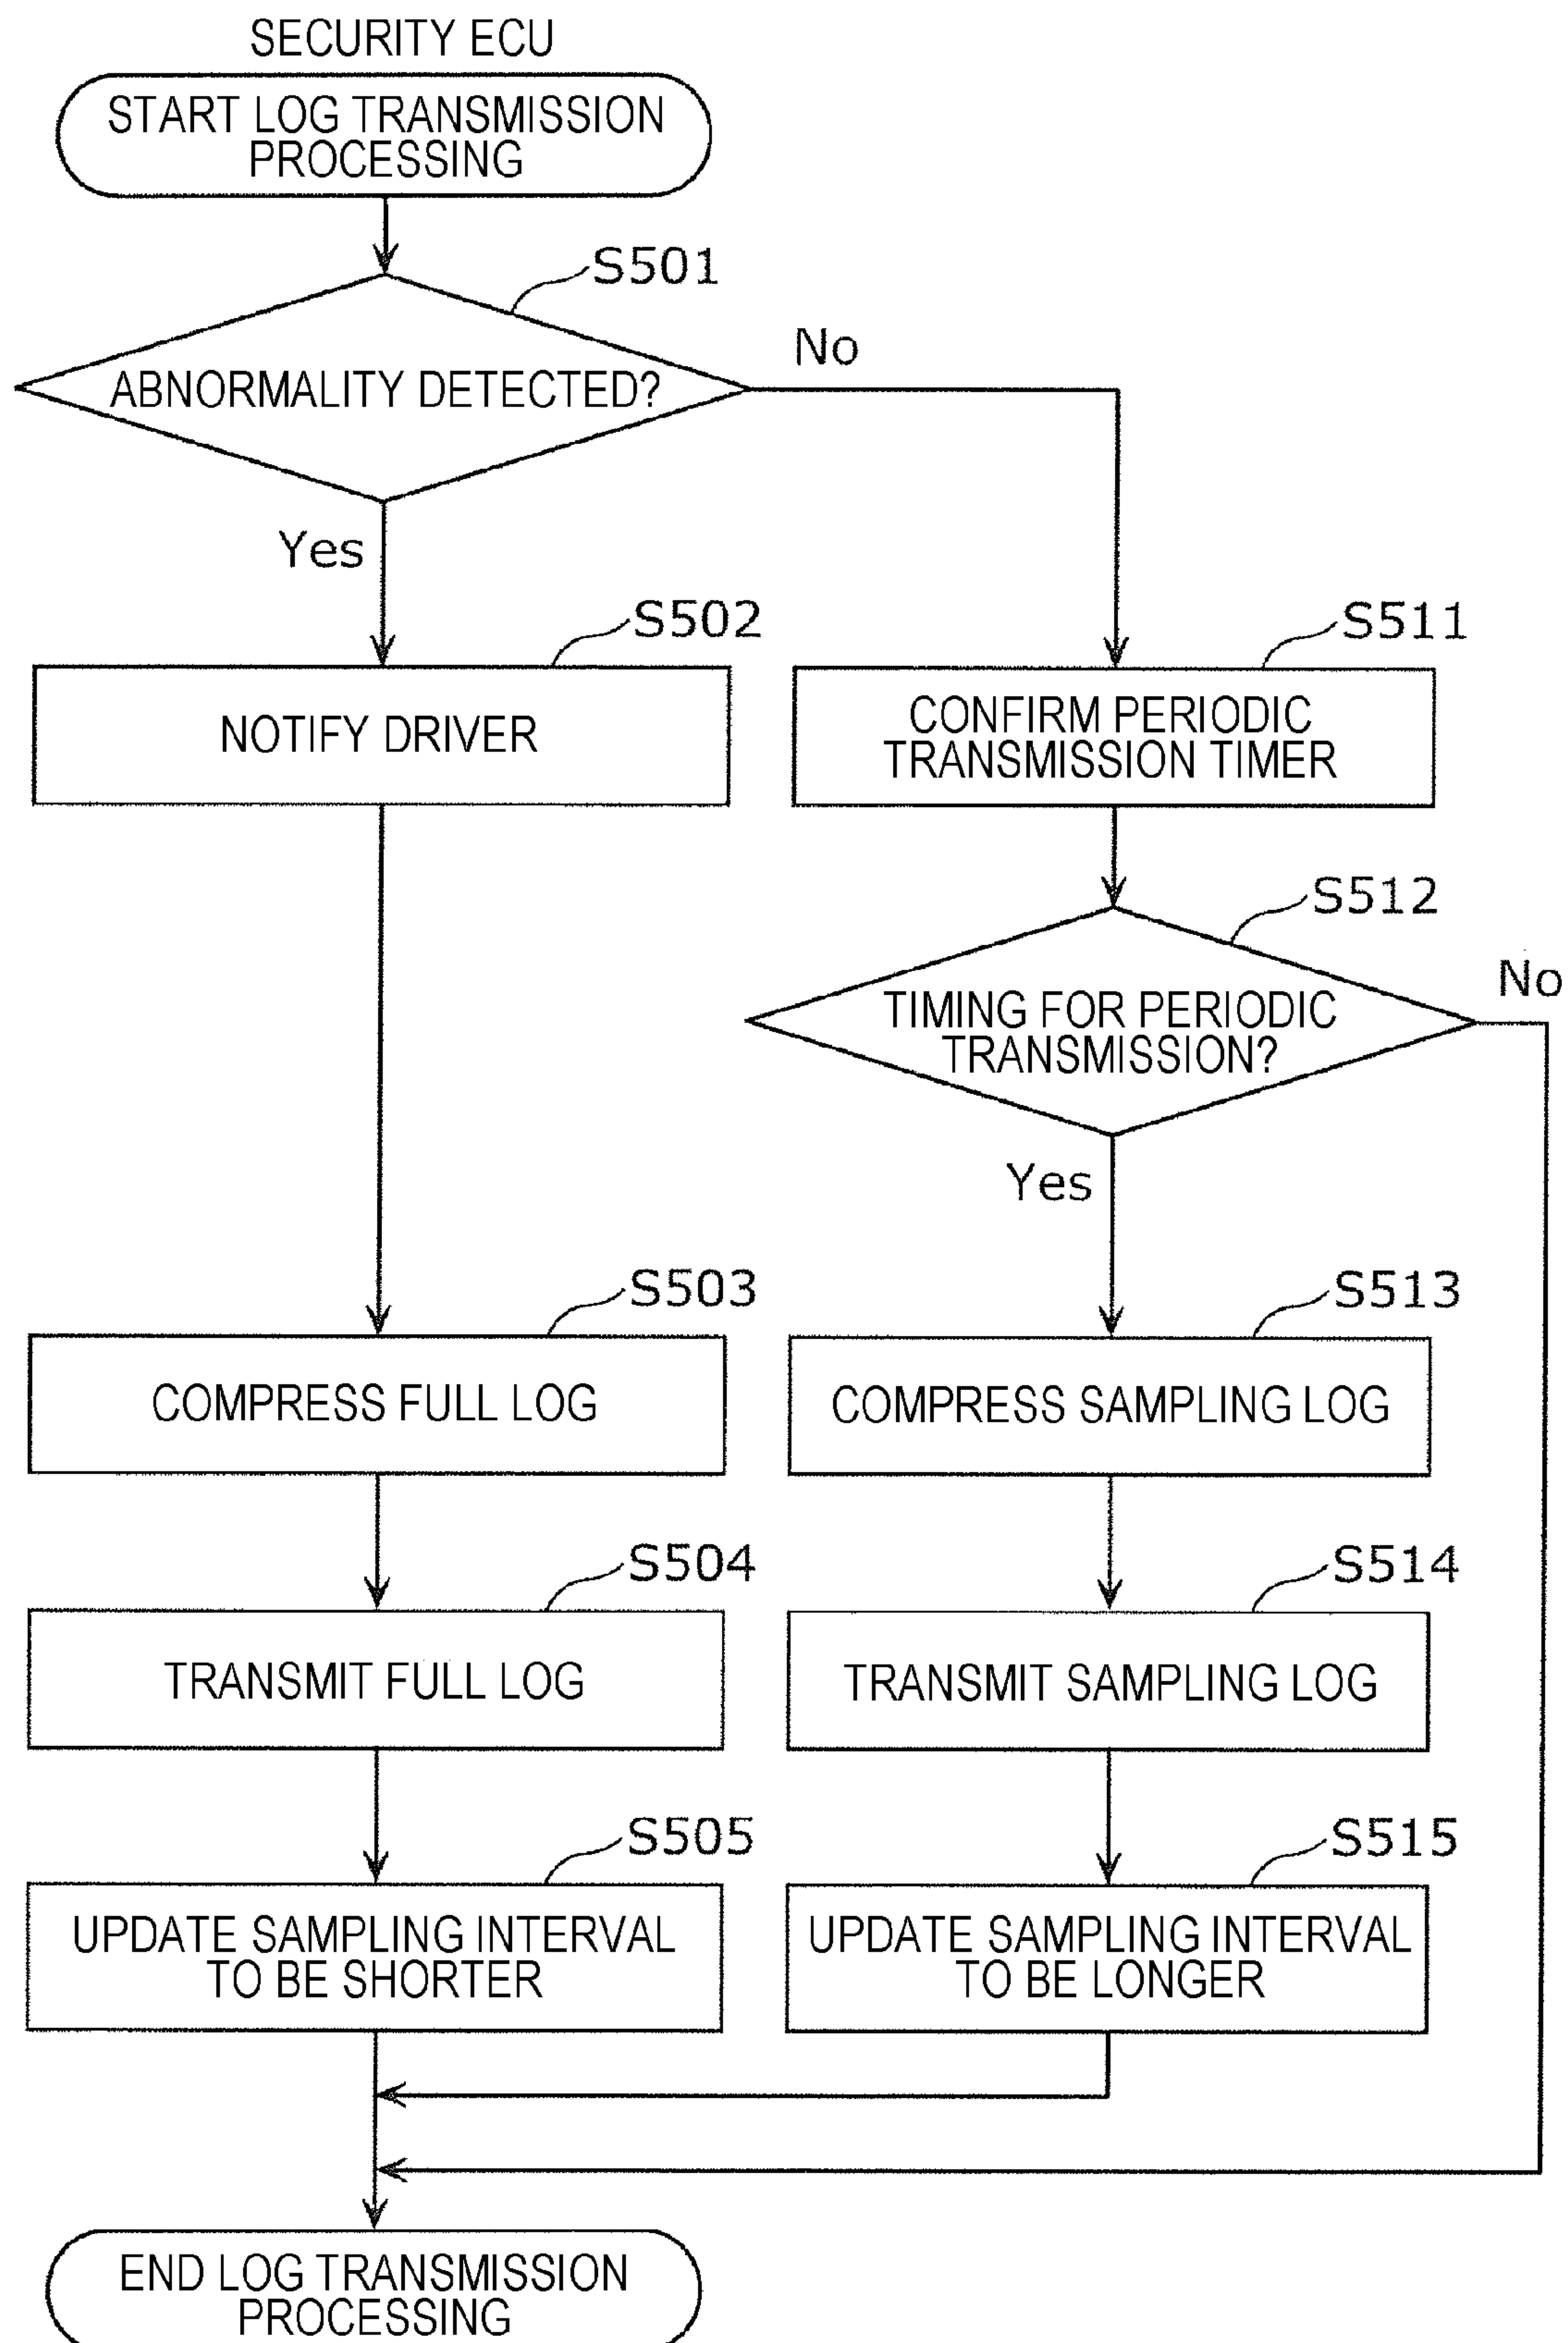 SECURITY ECU
START LOG TRANSMISSION
PROCESSING
S501
ABNORMALITY DETECTED?
No
Yes
S502
NOTIFY DRIVER
S511
CONFIRM PERIODIC
TRANSMISSION TIMER
S512
TIMING FOR PERIODIC
TRANSMISSION?
No
Yes
S503
COMPRESS FULL LOG
S513
COMPRESS SAMPLING LOG
S504
TRANSMIT FULL LOG
S514
TRANSMIT SAMPLING LOG
S505
UPDATE SAMPLING INTERVAL
TO BE SHORTER
S515
UPDATE SAMPLING INTERVAL
TO BE LONGER
END LOG TRANSMISSION
PROCESSING